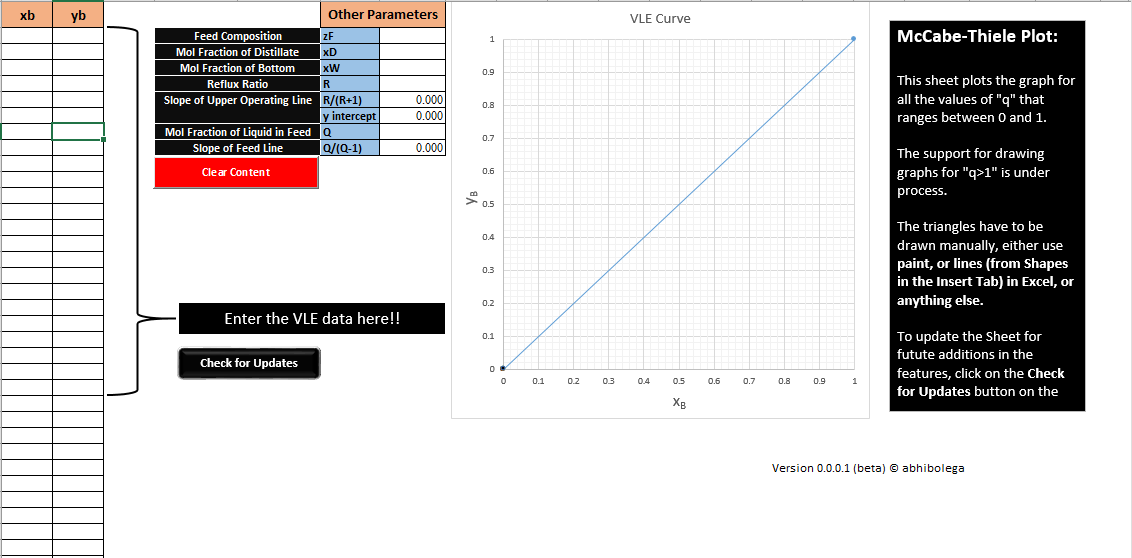 xb yb
Other Parameters
Feed Composition zF
Mol Fraction of Distillate xD
Mol Fraction of Bottom xW
Reflux Ratio R
Slope of Upper Operating Line R/(R+1) 0.000
y intercept 0.000
Mol Fraction of Liquid in Feed Q
Slope of Feed Line Q/(Q-1) 0.000
Clear Content
Enter the VLE data here!!
Check for Updates
VLE Curve
1
0.9
0.8
0.7
0.6
0.5
0.4
0.3
0.2
0.1
0
yB
0 0.1 0.2 0.3 0.4 0.5 0.6 0.7 0.8 0.9 1
XB
McCabe-Thiele Plot:
This sheet plots the graph for
all the values of "q" that
ranges between 0 and 1.
The support for drawing
graphs for "q>1" is under
process.
The triangles have to be
drawn manually, either use
paint, or lines (from Shapes
in the Insert Tab) in Excel, or
anything else.
To update the Sheet for
futute additions in the
features, click on the Check
for Updates button on the
Version 0.0.0.1 (beta) © abhibolega